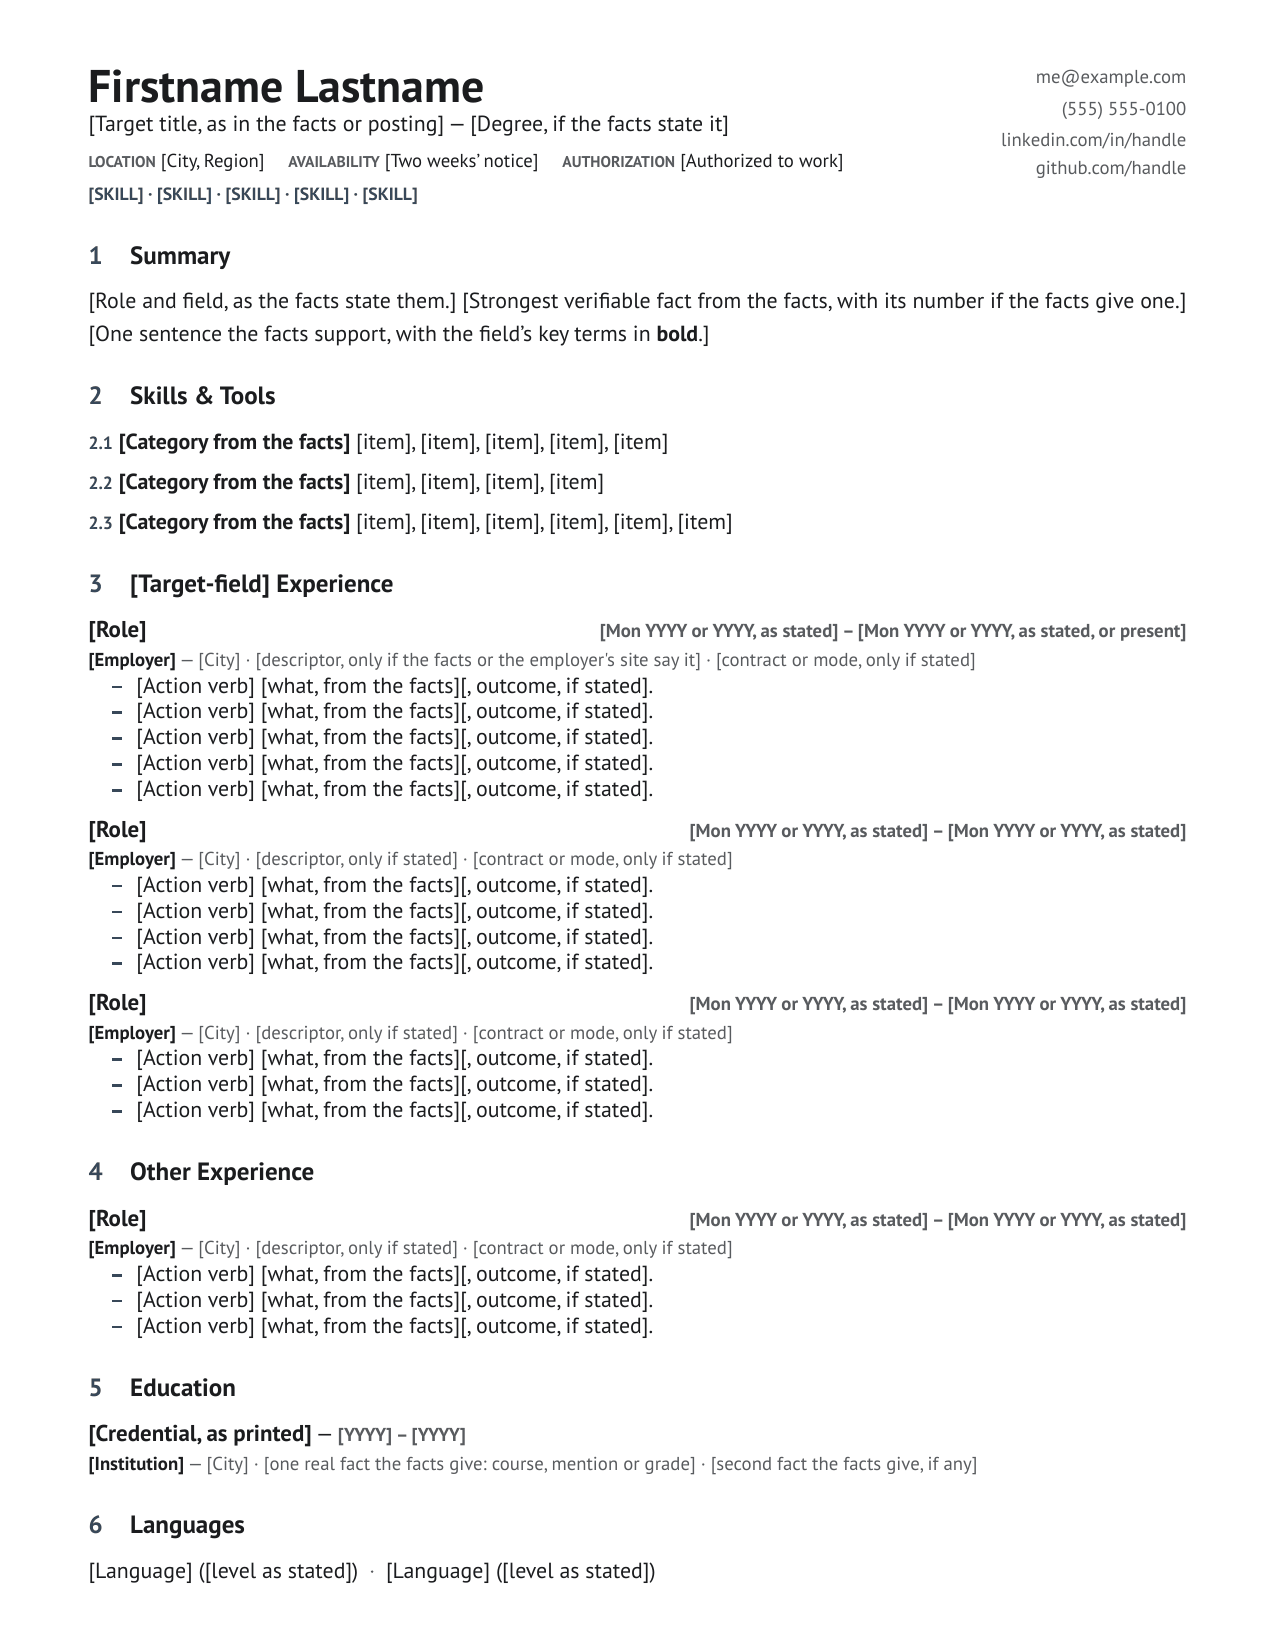 Firstname Lastname
[Target title, as in the facts or posting] — [Degree, if the facts state it]
LOCATION [City, Region] AVAILABILITY [Two weeks’ notice] AUTHORIZATION [Authorized to work]
[SKILL] · [SKILL] · [SKILL] · [SKILL] · [SKILL]
me@example.com
(555) 555-0100
linkedin.com/in/handle
github.com/handle
1 Summary
[Role and field, as the facts state them.] [Strongest verifiable fact from the facts, with its number if the facts give one.]
[One sentence the facts support, with the field’s key terms in bold.]
2 Skills & Tools
2.1 [Category from the facts] [item], [item], [item], [item], [item]
2.2 [Category from the facts] [item], [item], [item], [item]
2.3 [Category from the facts] [item], [item], [item], [item], [item], [item]
3 [Target-field] Experience
[Role] [Mon YYYY or YYYY, as stated] – [Mon YYYY or YYYY, as stated, or present]
[Employer] — [City] · [descriptor, only if the facts or the employer's site say it] · [contract or mode, only if stated]
– [Action verb] [what, from the facts][, outcome, if stated].
– [Action verb] [what, from the facts][, outcome, if stated].
– [Action verb] [what, from the facts][, outcome, if stated].
– [Action verb] [what, from the facts][, outcome, if stated].
– [Action verb] [what, from the facts][, outcome, if stated].
[Role] [Mon YYYY or YYYY, as stated] – [Mon YYYY or YYYY, as stated]
[Employer] — [City] · [descriptor, only if stated] · [contract or mode, only if stated]
– [Action verb] [what, from the facts][, outcome, if stated].
– [Action verb] [what, from the facts][, outcome, if stated].
– [Action verb] [what, from the facts][, outcome, if stated].
– [Action verb] [what, from the facts][, outcome, if stated].
[Role] [Mon YYYY or YYYY, as stated] – [Mon YYYY or YYYY, as stated]
[Employer] — [City] · [descriptor, only if stated] · [contract or mode, only if stated]
– [Action verb] [what, from the facts][, outcome, if stated].
– [Action verb] [what, from the facts][, outcome, if stated].
– [Action verb] [what, from the facts][, outcome, if stated].
4 Other Experience
[Role] [Mon YYYY or YYYY, as stated] – [Mon YYYY or YYYY, as stated]
[Employer] — [City] · [descriptor, only if stated] · [contract or mode, only if stated]
– [Action verb] [what, from the facts][, outcome, if stated].
– [Action verb] [what, from the facts][, outcome, if stated].
– [Action verb] [what, from the facts][, outcome, if stated].
5 Education
[Credential, as printed] — [YYYY] – [YYYY]
[Institution] — [City] · [one real fact the facts give: course, mention or grade] · [second fact the facts give, if any]
6 Languages
[Language] ([level as stated]) · [Language] ([level as stated])